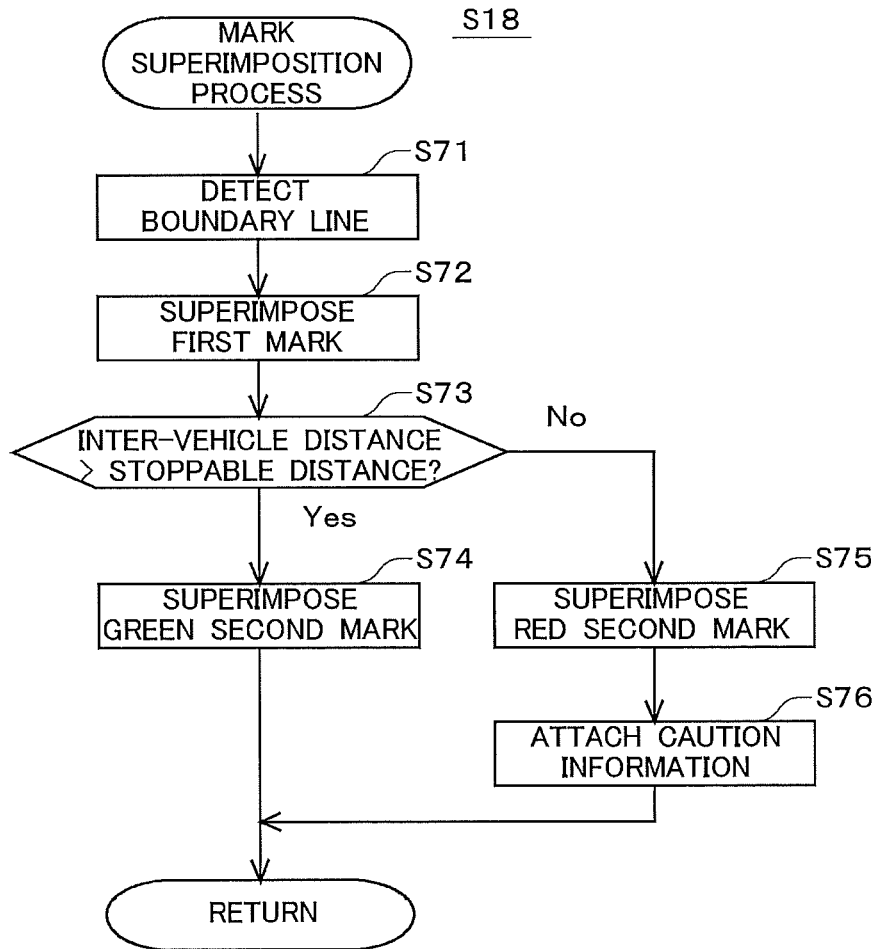 S18
MARK
SUPERIMPOSITION
PROCESS
S71
DETECT
BOUNDARY LINE
S72
SUPERIMPOSE
FIRST MARK
S73
INTER-VEHICLE DISTANCE
> STOPPABLE DISTANCE?
No
Yes
S74
SUPERIMPOSE
GREEN SECOND MARK
S75
SUPERIMPOSE
RED SECOND MARK
S76
ATTACH CAUTION
INFORMATION
RETURN